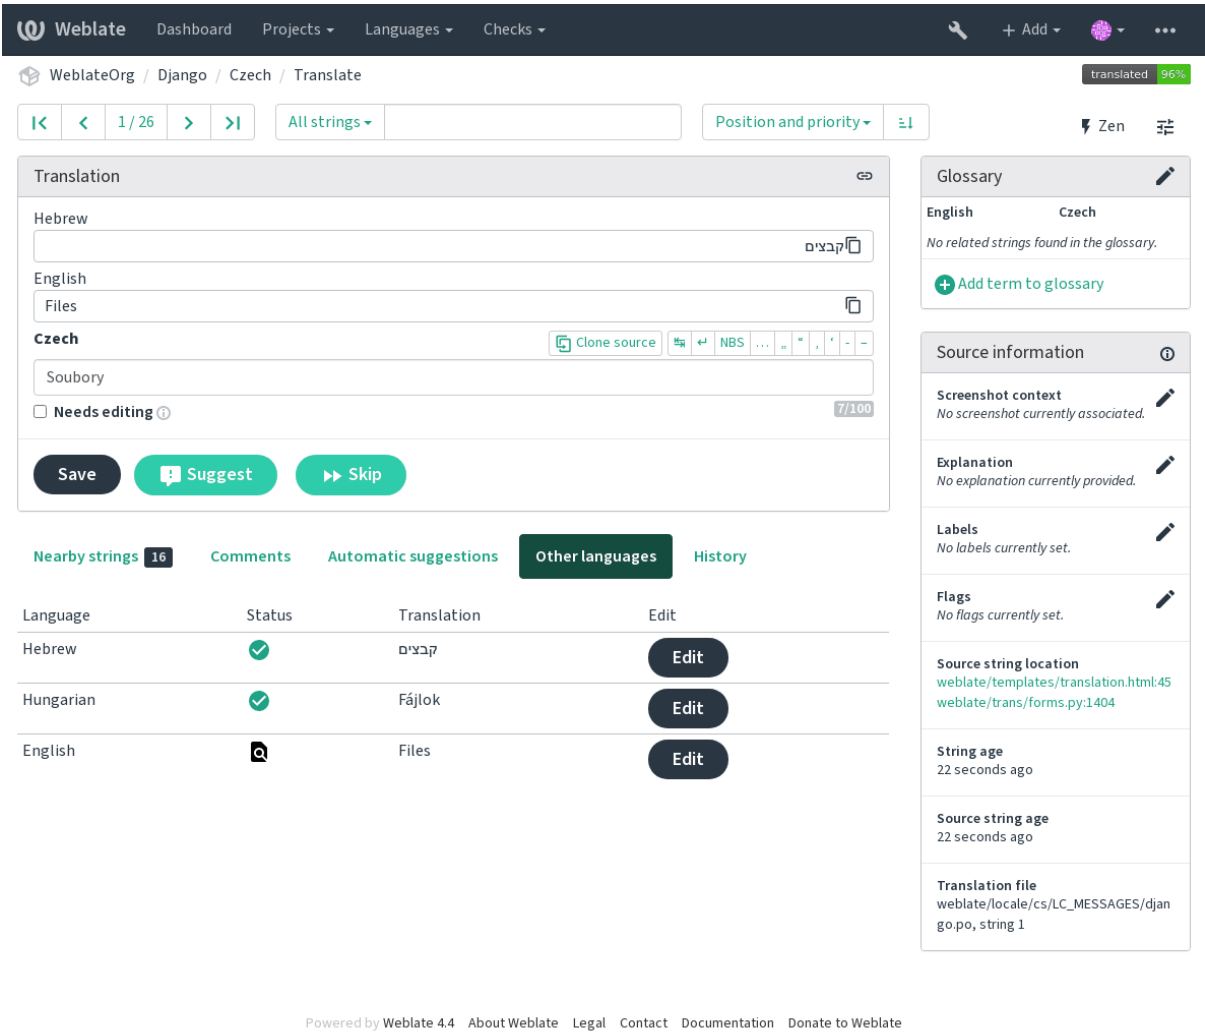 Weblate Dashboard Projects Languages Checks Add
WeblateOrg / Django / Czech / Translate
translated 96%
1 / 26 All strings Position and priority Zen
Translation
Hebrew
קבצים
English
Files
Czech Clone source ↹ ↵ NBS … „ “ ‚ ‘ - –
Soubory
Needs editing 7/100
Save Suggest Skip
Nearby strings 16 Comments Automatic suggestions Other languages History
Language Status Translation Edit
Hebrew קבצים Edit
Hungarian Fájlok Edit
English Files Edit
Glossary
English Czech
No related strings found in the glossary.
Add term to glossary
Source information
Screenshot context
No screenshot currently associated.
Explanation
No explanation currently provided.
Labels
No labels currently set.
Flags
No flags currently set.
Source string location
weblate/templates/translation.html:45
weblate/trans/forms.py:1404
String age
22 seconds ago
Source string age
22 seconds ago
Translation file
weblate/locale/cs/LC_MESSAGES/djan
go.po, string 1
Powered by Weblate 4.4 About Weblate Legal Contact Documentation Donate to Weblate